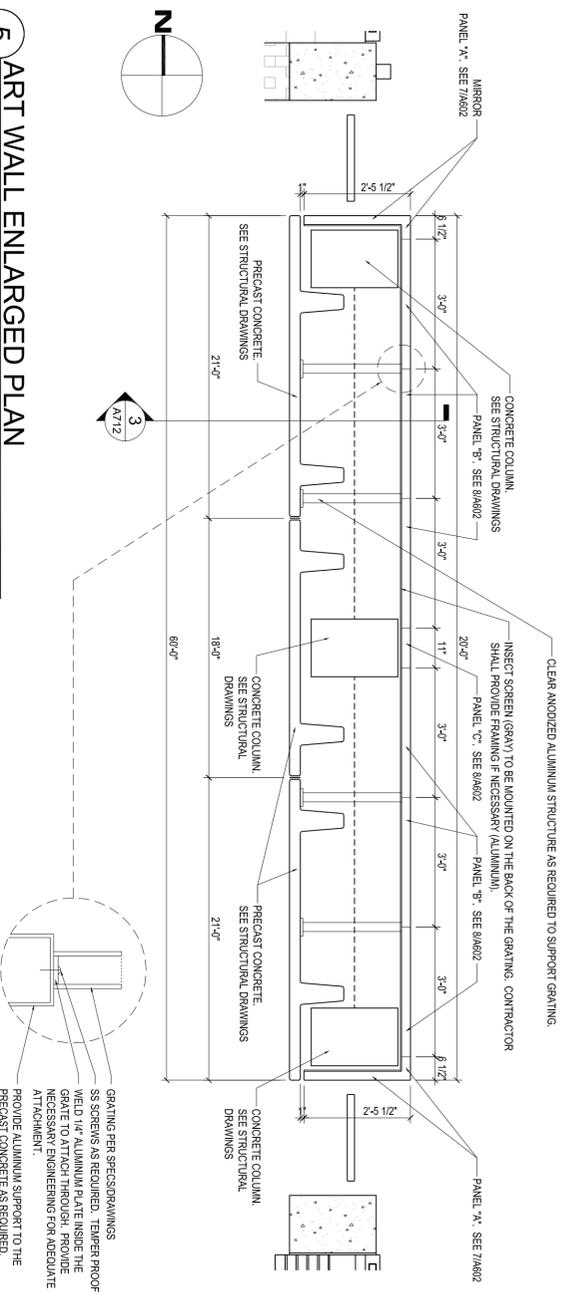 CLEAR ANODIZED ALUMINUM STRUCTURE AS REQUIRED TO SUPPORT GRATING.
INSECT SCREEN (GRAY) TO BE MOUNTED ON THE BACK OF THE GRATING. CONTRACTOR
SHALL PROVIDE FRAMING IF NECESSARY (ALUMINUM).
CONCRETE COLUMN.
SEE STRUCTURAL DRAWINGS
MIRROR
PANEL "A". SEE 7/A602
PANEL "B". SEE 8/A602
PANEL "C". SEE 8/A602
PANEL "B". SEE 8/A602
PANEL "A". SEE 7/A602
20'-0"
6 1/2"
3'-0"
3'-0"
3'-0"
11"
3'-0"
3'-0"
3'-0"
6 1/2"
2'-5 1/2"
1"
2'-5 1/2"
1"
PRECAST CONCRETE.
SEE STRUCTURAL DRAWINGS
CONCRETE COLUMN.
SEE STRUCTURAL
DRAWINGS
PRECAST CONCRETE.
SEE STRUCTURAL DRAWINGS
CONCRETE COLUMN.
SEE STRUCTURAL
DRAWINGS
21'-0"
18'-0"
21'-0"
60'-0"
3
A712
N
GRATING PER SPECS/DRAWINGS
SS SCREWS AS REQUIRED. TEMPER PROOF
WELD 1/4" ALUMINUM PLATE INSIDE THE
GRATE TO ATTACH THROUGH. PROVIDE
NECESSARY ENGINEERING FOR ADEQUATE
ATTACHMENT.
PROVIDE ALUMINUM SUPPORT TO THE
PRECAST CONCRETE AS REQUIRED.
5 ART WALL ENLARGED PLAN